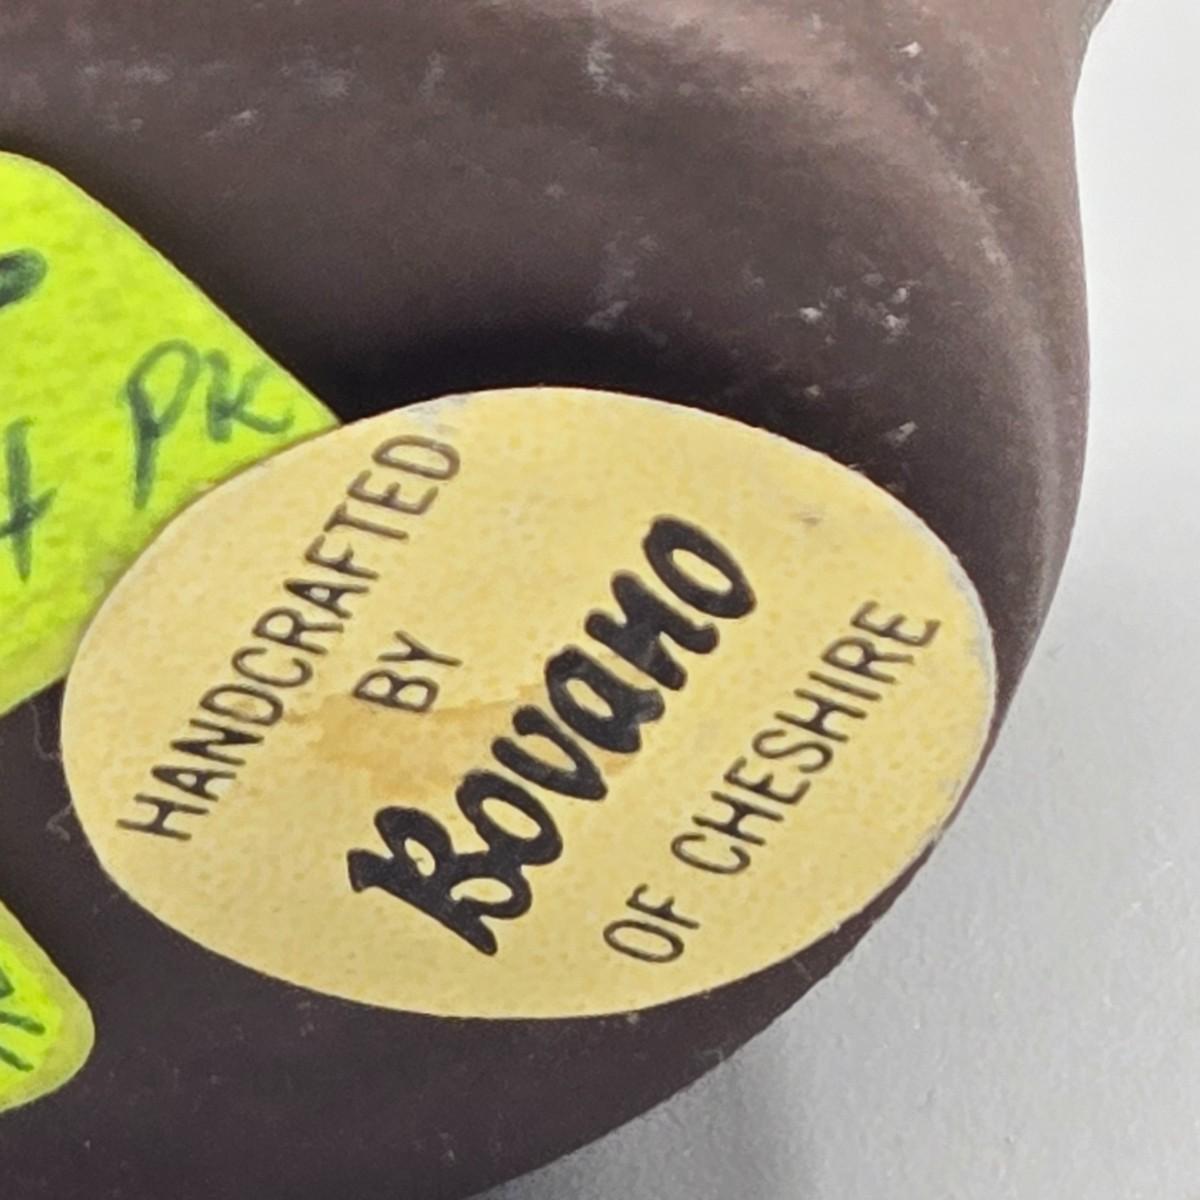 PK
HANDCRAFTED
BY
Bovano
OF CHESHIRE